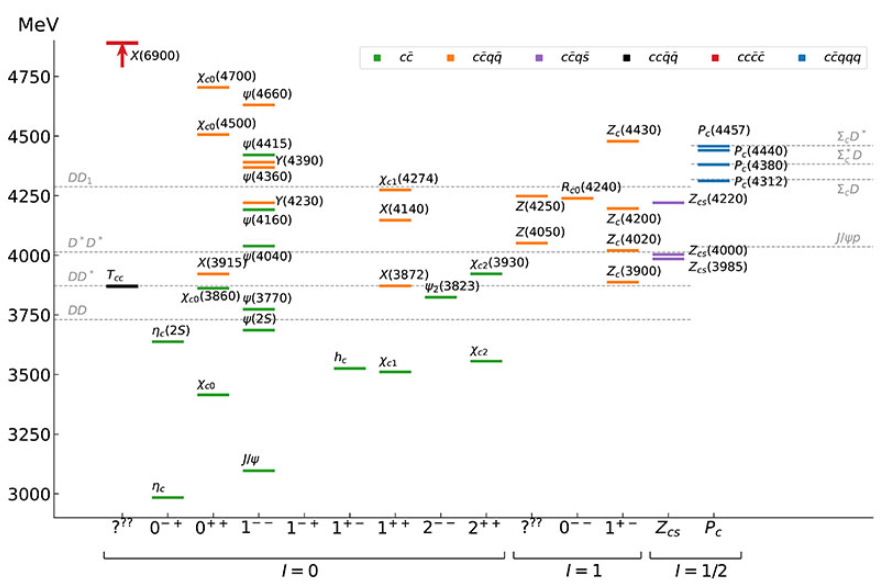 MeV
cc̄ cc̄qq̄ cc̄qs̄ ccq̄q̄ ccc̄c̄ cc̄qqq
4750
4500
4250
4000
3750
3500
3250
3000
X(6900)
χc0(4700)
ψ(4660)
χc0(4500)
ψ(4415)
Y(4390)
ψ(4360)
Y(4230)
ψ(4160)
ψ(4040)
X(3915)
χc0(3860)
ψ(3770)
ψ(2S)
ηc(2S)
χc0
J/ψ
ηc
Tcc
hc
χc1(4274)
X(4140)
X(3872)
χc1
ψ2(3823)
χc2(3930)
χc2
Z(4250)
Z(4050)
Rc0(4240)
Zc(4430)
Zc(4200)
Zc(4020)
Zc(3900)
Zcs(4220)
Zcs(4000)
Zcs(3985)
Pc(4457)
Pc(4440)
Pc(4380)
Pc(4312)
DD1
D*D*
DD*
DD
ΣcD*
Σc*D
ΣcD
J/ψp
??? 0−+ 0++ 1−− 1−+ 1+− 1++ 2−− 2++ ??? 0−− 1+− Zcs Pc
I = 0 I = 1 I = 1/2